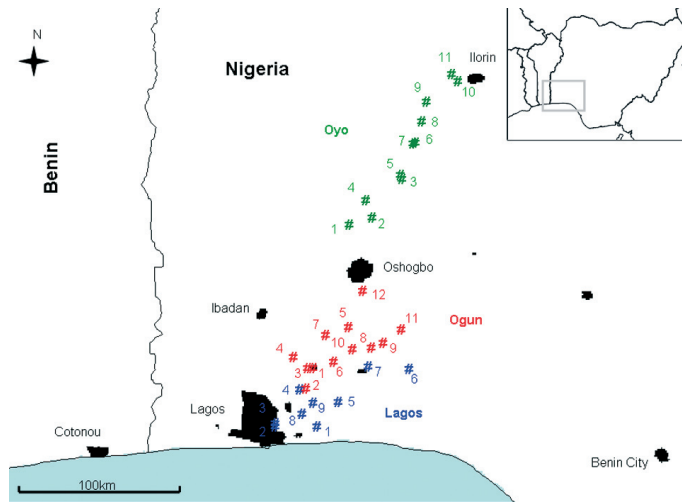 N
Nigeria
Benin
11
Ilorin
10
9
8
Oyo
7 6
5
3
4
2
1
Oshogbo
12
Ibadan
5
11
Ogun
7
10 8
9
4
3 1 6
7
6
2
4
Lagos
3
9 5
Lagos
8
2 1
Cotonou
Benin City
100km